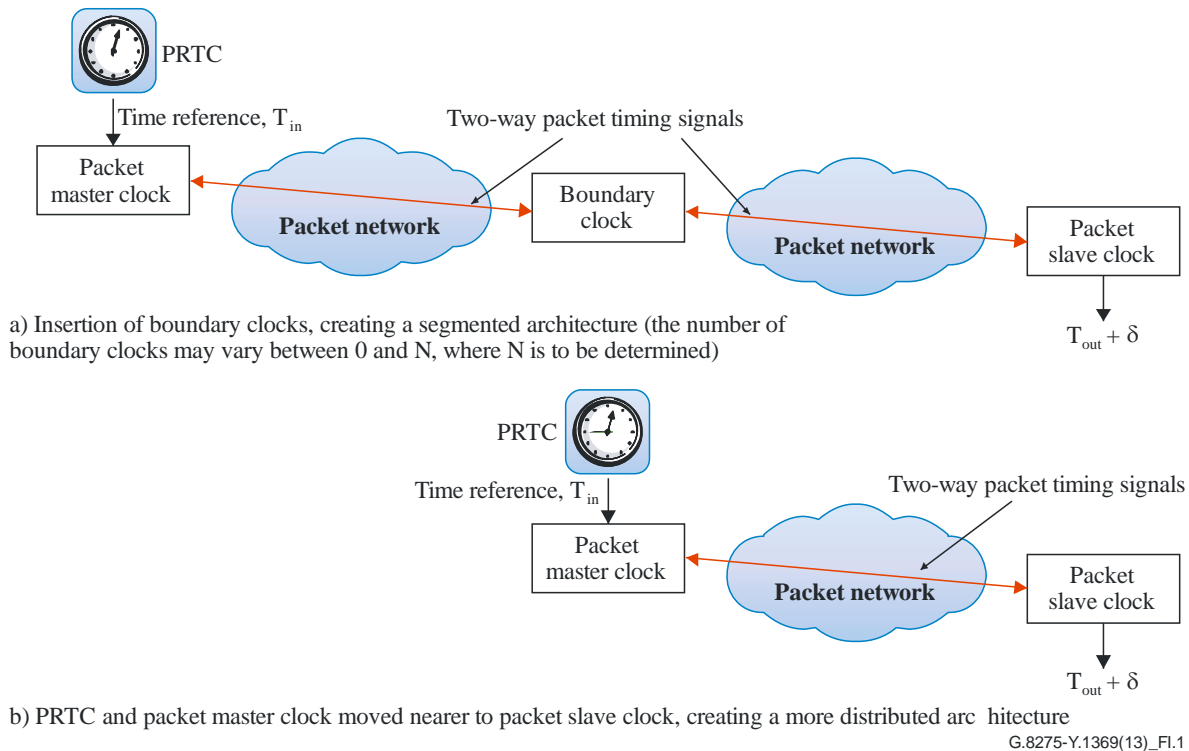 PRTC
Time reference, T in
Two-way packet timing signals
Packet
master clock
Packet network
Boundary
clock
Packet network
Packet
slave clock
T out + δ
a) Insertion of boundary clocks, creating a segmented architecture (the number of
boundary clocks may vary between 0 and N, where N is to be determined)
PRTC
Time reference, T in
Two-way packet timing signals
Packet
master clock
Packet network
Packet
slave clock
T out + δ
b) PRTC and packet master clock moved nearer to packet slave clock, creating a more distributed arc hitecture
G.8275-Y.1369(13)_FI.1